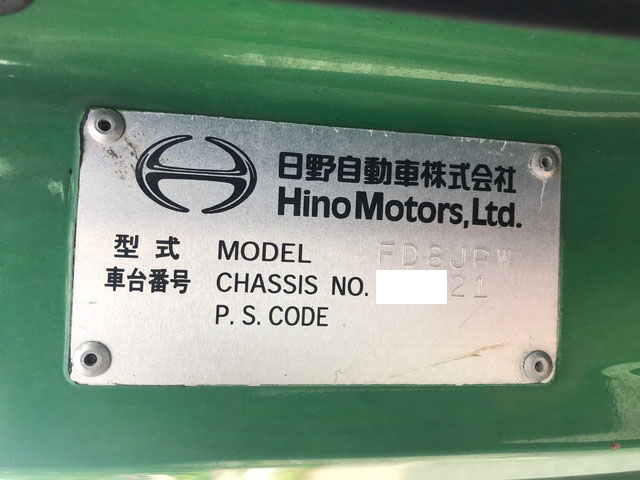 日野自動車株式会社
Hino Motors, Ltd.
型式 MODEL FD8JPW
車台番号 CHASSIS NO. 21
P. S. CODE